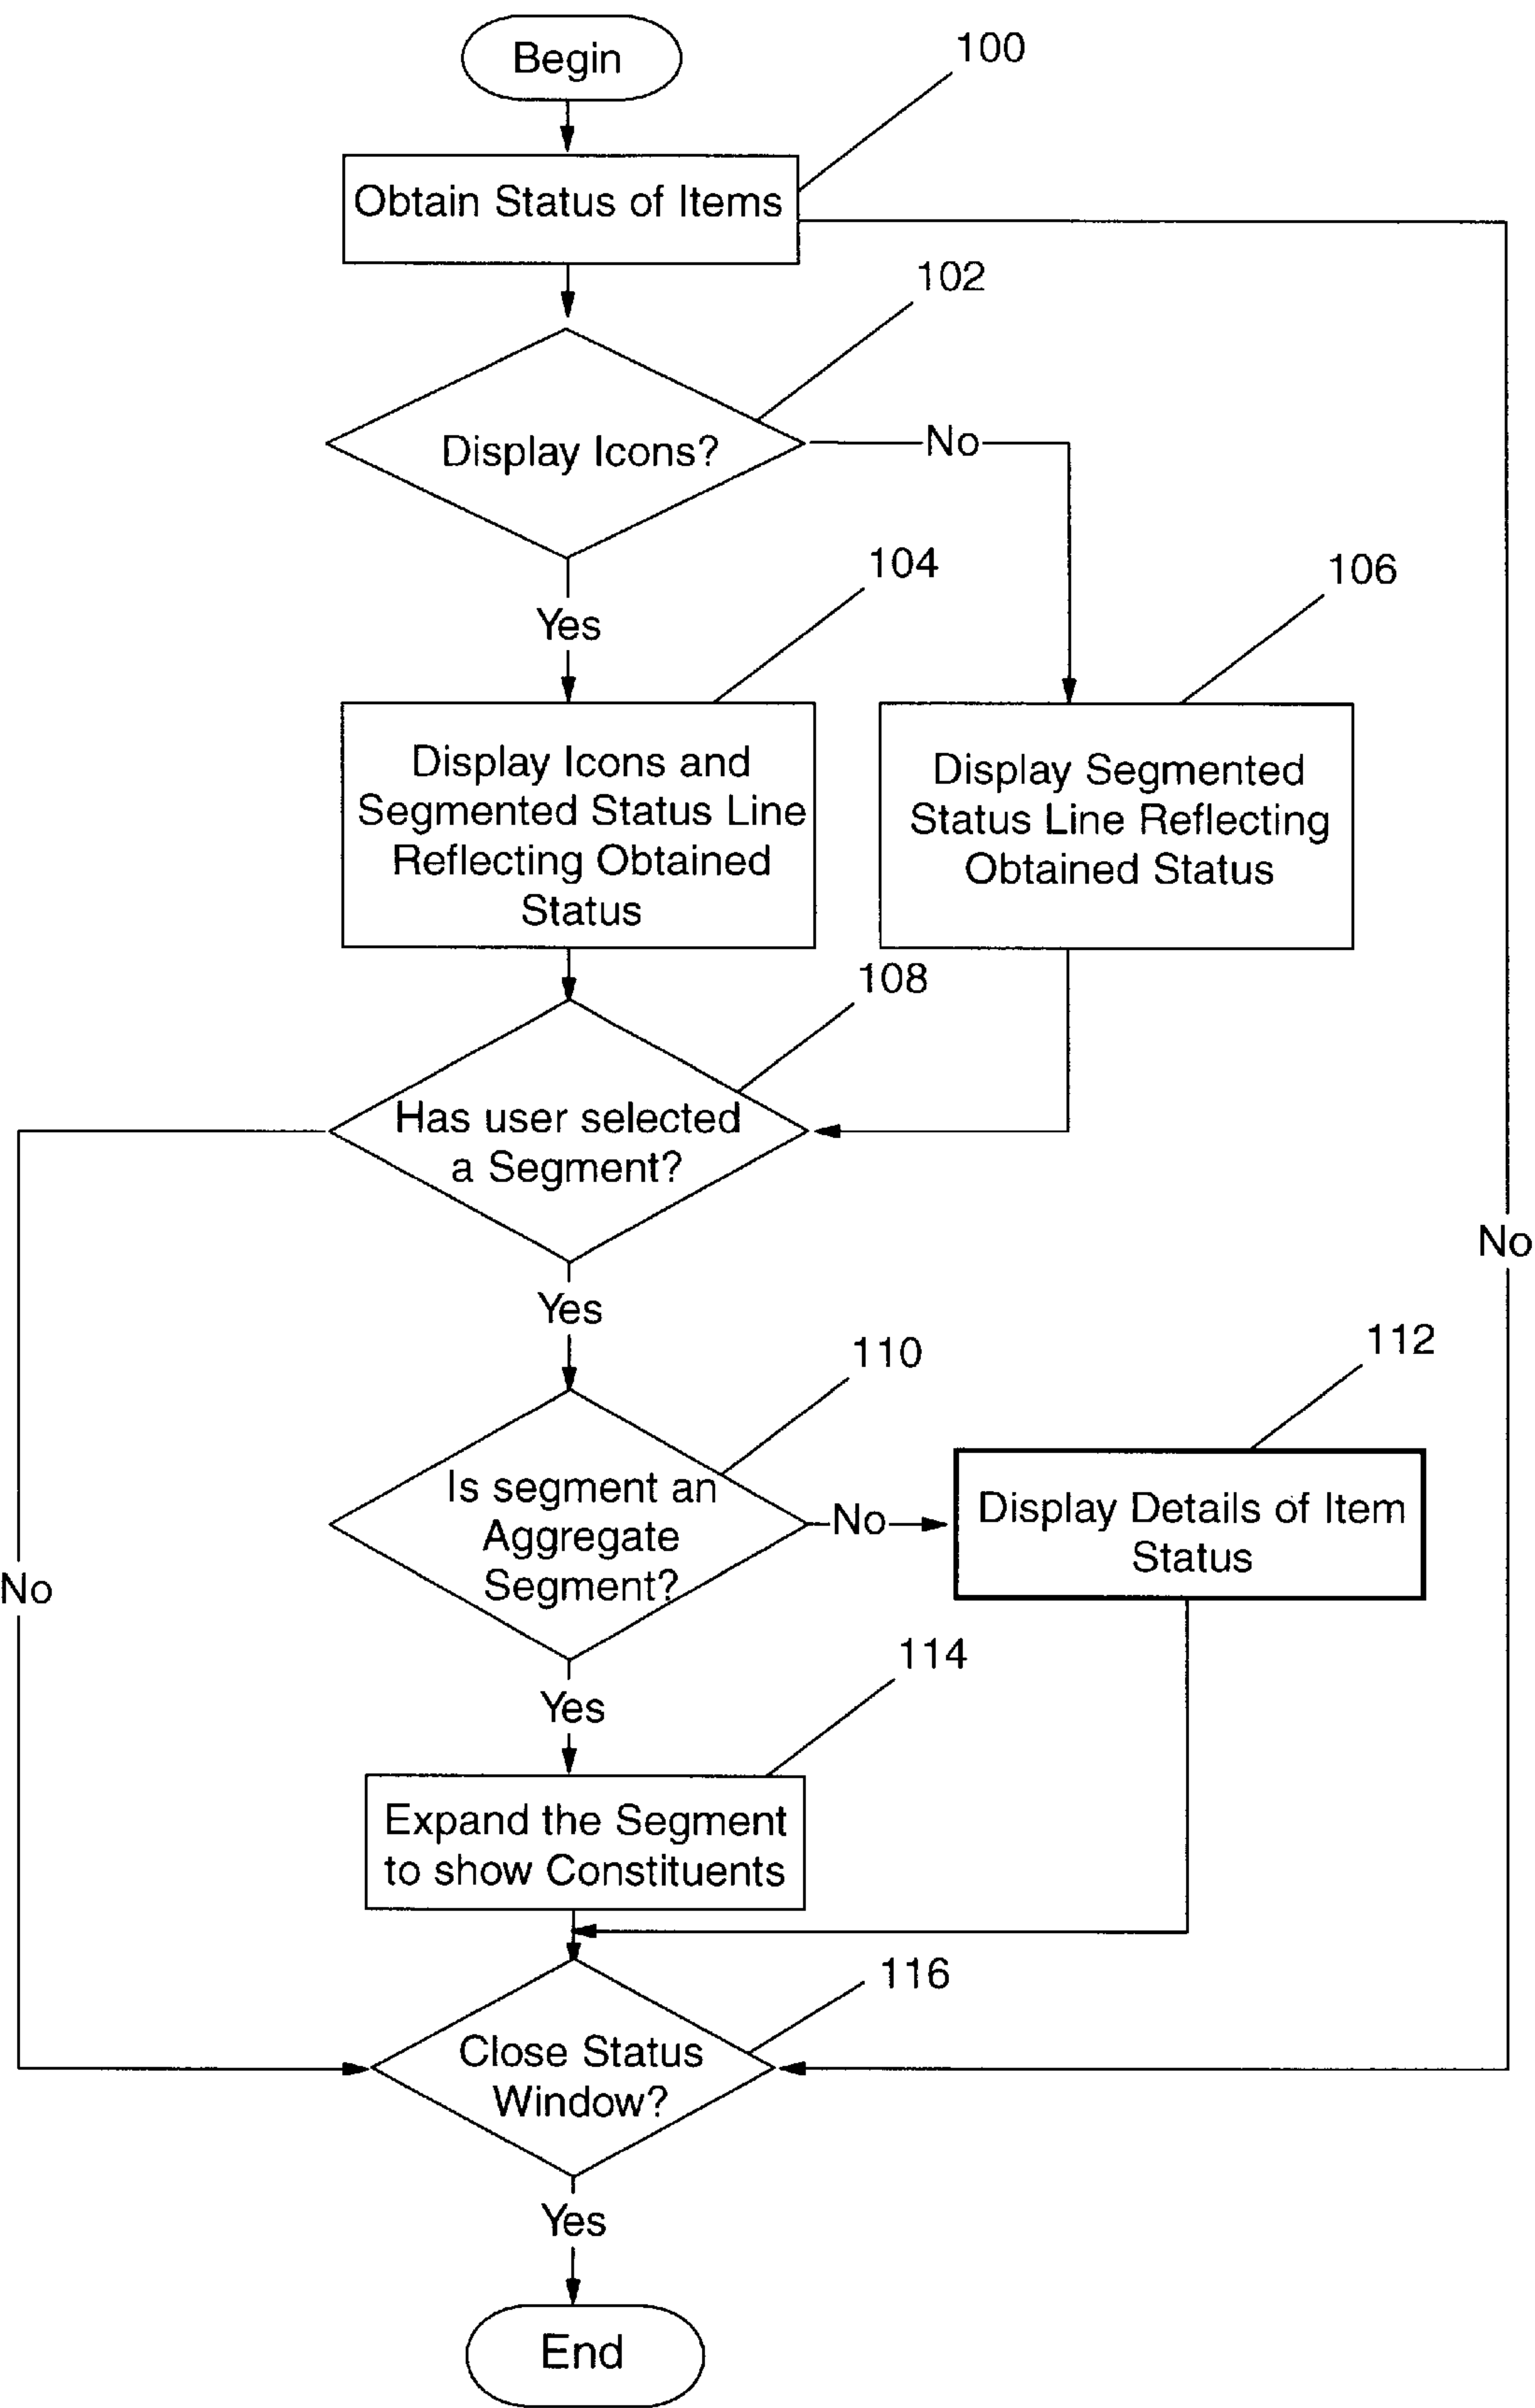 Begin
100
Obtain Status of Items
102
Display Icons?
No
104
106
Yes
Display Icons and
Segmented Status Line
Reflecting Obtained
Status
Display Segmented
Status Line Reflecting
Obtained Status
108
Has user selected
a Segment?
No
Yes
110
112
Is segment an
Aggregate
Segment?
No
Display Details of Item
Status
No
114
Yes
Expand the Segment
to show Constituents
116
Close Status
Window?
Yes
End